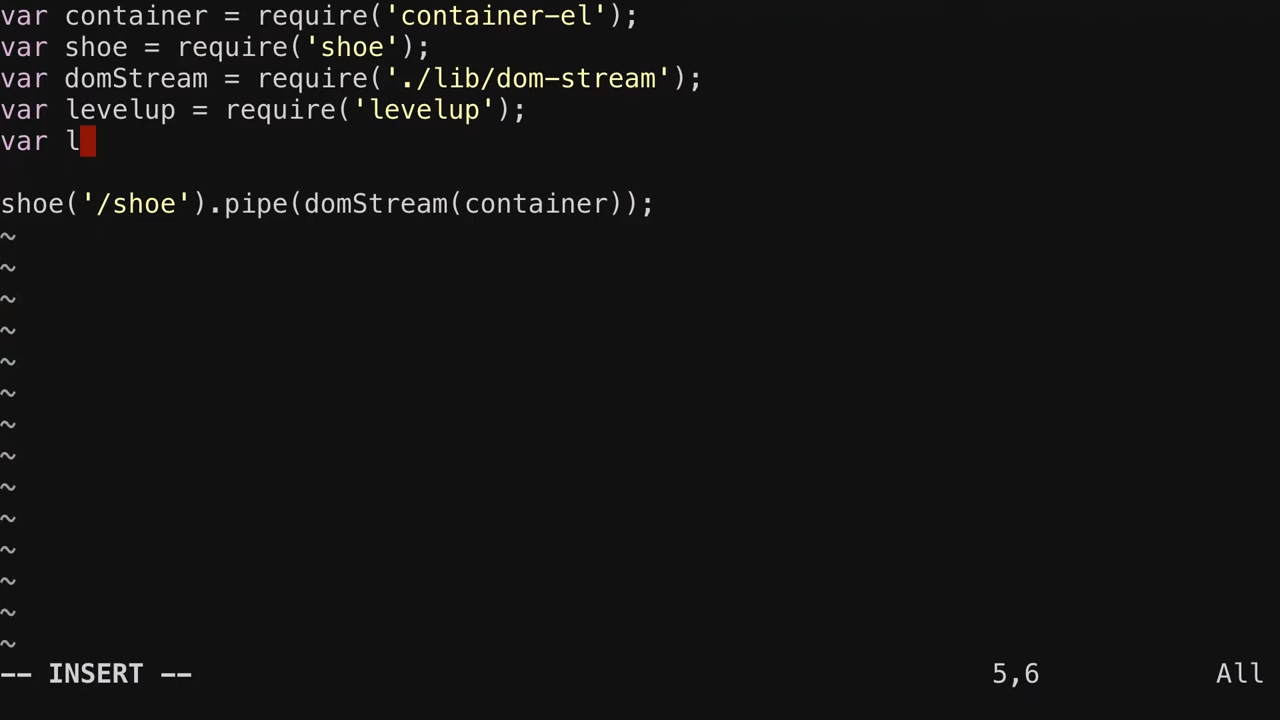 var container = require('container-el');
var shoe = require('shoe');
var domStream = require('./lib/dom-stream');
var levelup = require('levelup');
var l
shoe('/shoe').pipe(domStream(container));
~
~
~
~
~
~
~
~
~
~
~
~
~
~
-- INSERT -- 5,6 All